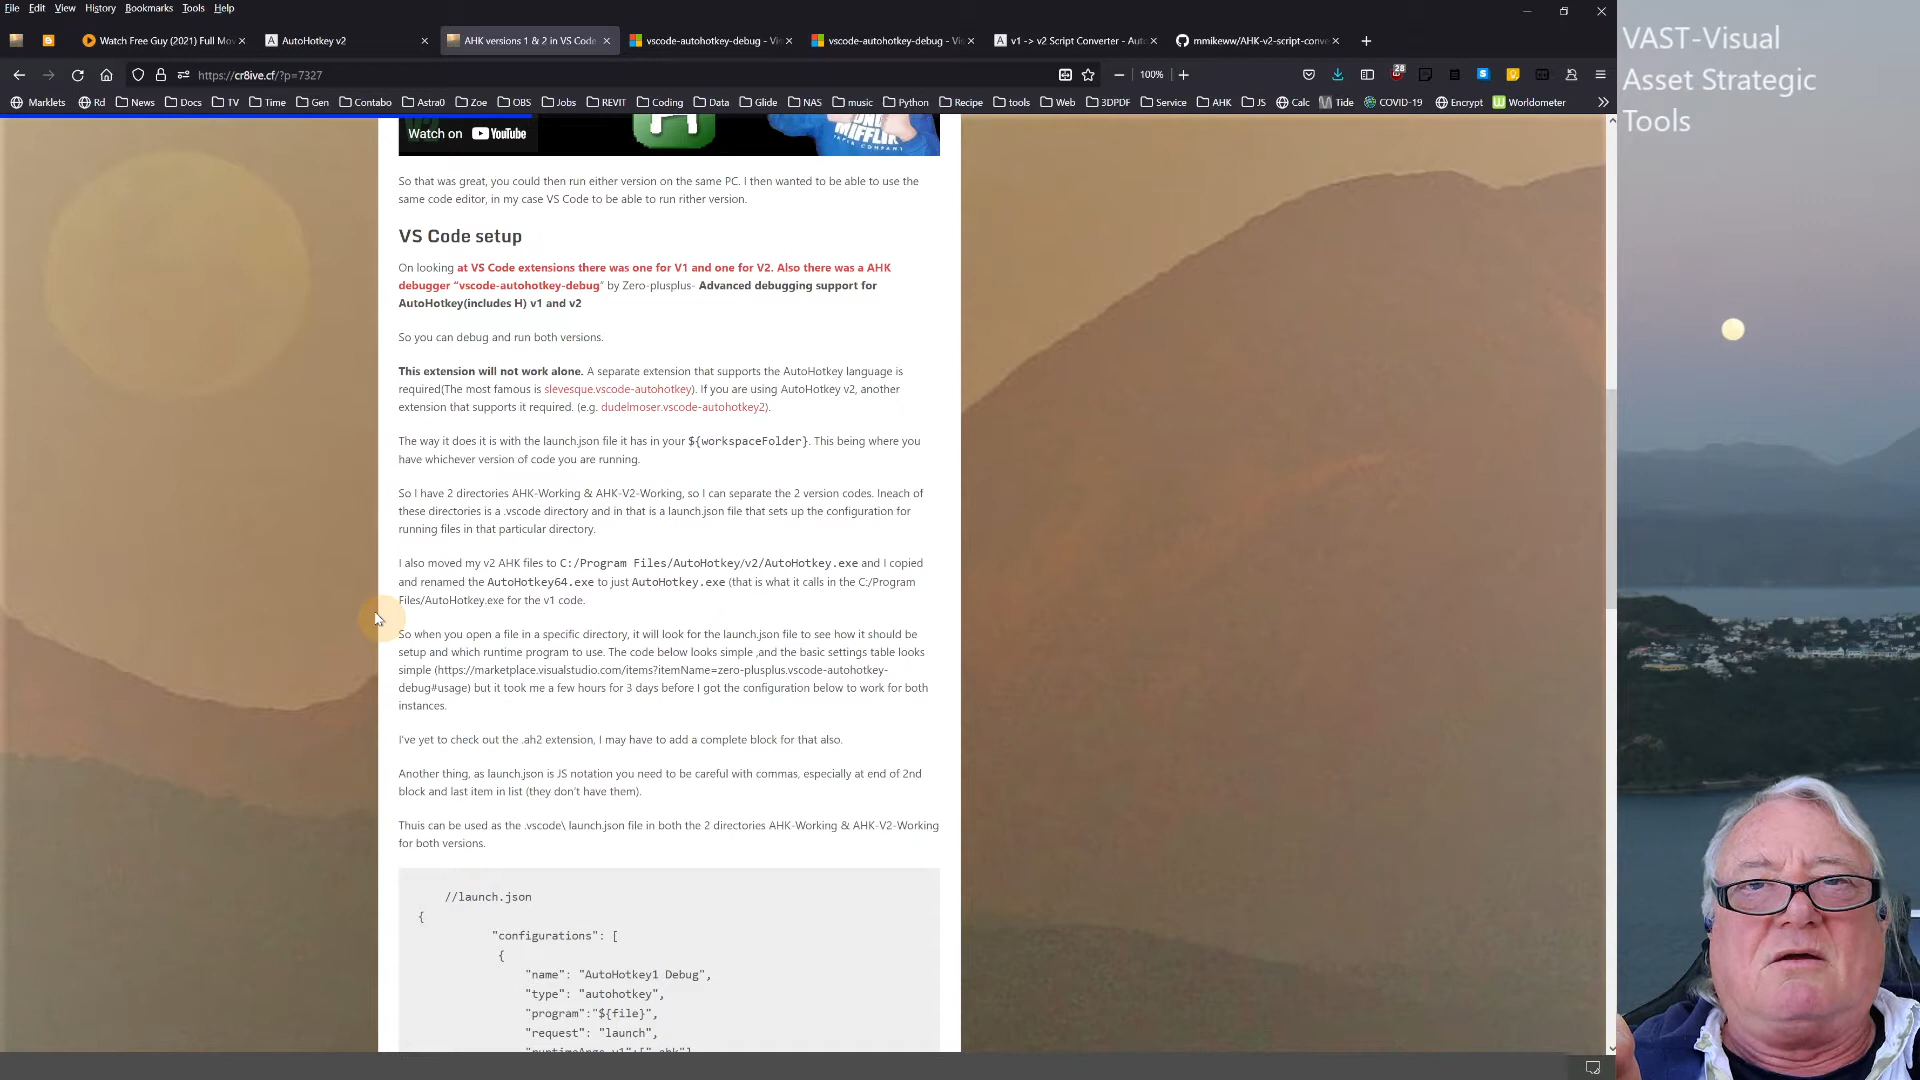 File Edit View History Bookmarks Tools Help
Watch Free Guy (2021) Full Mov
AutoHotkey v2
AHK versions 1 & 2 in VS Code
vscode-autohotkey-debug - Vis
vscode-autohotkey-debug - Vis
v1 -> v2 Script Converter - Auto
mmikeww/AHK-v2-script-conve
https://cr8ive.cf/?p=7327
100%
28
Marklets Rd News Docs TV Time Gen Contabo Astra0 Zoe OBS Jobs REVIT Coding Data Glide NAS music Python Recipe tools Web 3DPDF Service AHK JS Calc Tide COVID-19 Encrypt Worldometer
VAST-Visual
Asset Strategic
Tools
Watch on YouTube
MIFFLIN
So that was great, you could then run either version on the same PC. I then wanted to be able to use the
same code editor, in my case VS Code to be able to run rither version.
VS Code setup
On looking at VS Code extensions there was one for V1 and one for V2. Also there was a AHK
debugger “vscode-autohotkey-debug” by Zero-plusplus- Advanced debugging support for
AutoHotkey(includes H) v1 and v2
So you can debug and run both versions.
This extension will not work alone. A separate extension that supports the AutoHotkey language is
required(The most famous is slevesque.vscode-autohotkey). If you are using AutoHotkey v2, another
extension that supports it required. (e.g. dudelmoser.vscode-autohotkey2).
The way it does it is with the launch.json file it has in your ${workspaceFolder}. This being where you
have whichever version of code you are running.
So I have 2 directories AHK-Working & AHK-V2-Working, so I can separate the 2 version codes. Ineach of
these directories is a .vscode directory and in that is a launch.json file that sets up the configuration for
running files in that particular directory.
I also moved my v2 AHK files to C:/Program Files/AutoHotkey/v2/AutoHotkey.exe and I copied
and renamed the AutoHotkey64.exe to just AutoHotkey.exe (that is what it calls in the C:/Program
Files/AutoHotkey.exe for the v1 code.
So when you open a file in a specific directory, it will look for the launch.json file to see how it should be
setup and which runtime program to use. The code below looks simple ,and the basic settings table looks
simple (https://marketplace.visualstudio.com/items?itemName=zero-plusplus.vscode-autohotkey-
debug#usage) but it took me a few hours for 3 days before I got the configuration below to work for both
instances.
I've yet to check out the .ah2 extension, I may have to add a complete block for that also.
Another thing, as launch.json is JS notation you need to be careful with commas, especially at end of 2nd
block and last item in list (they don't have them).
Thuis can be used as the .vscode\ launch.json file in both the 2 directories AHK-Working & AHK-V2-Working
for both versions.
//launch.json
{
"configurations": [
{
"name": "AutoHotkey1 Debug",
"type": "autohotkey",
"program":"${file}",
"request": "launch",